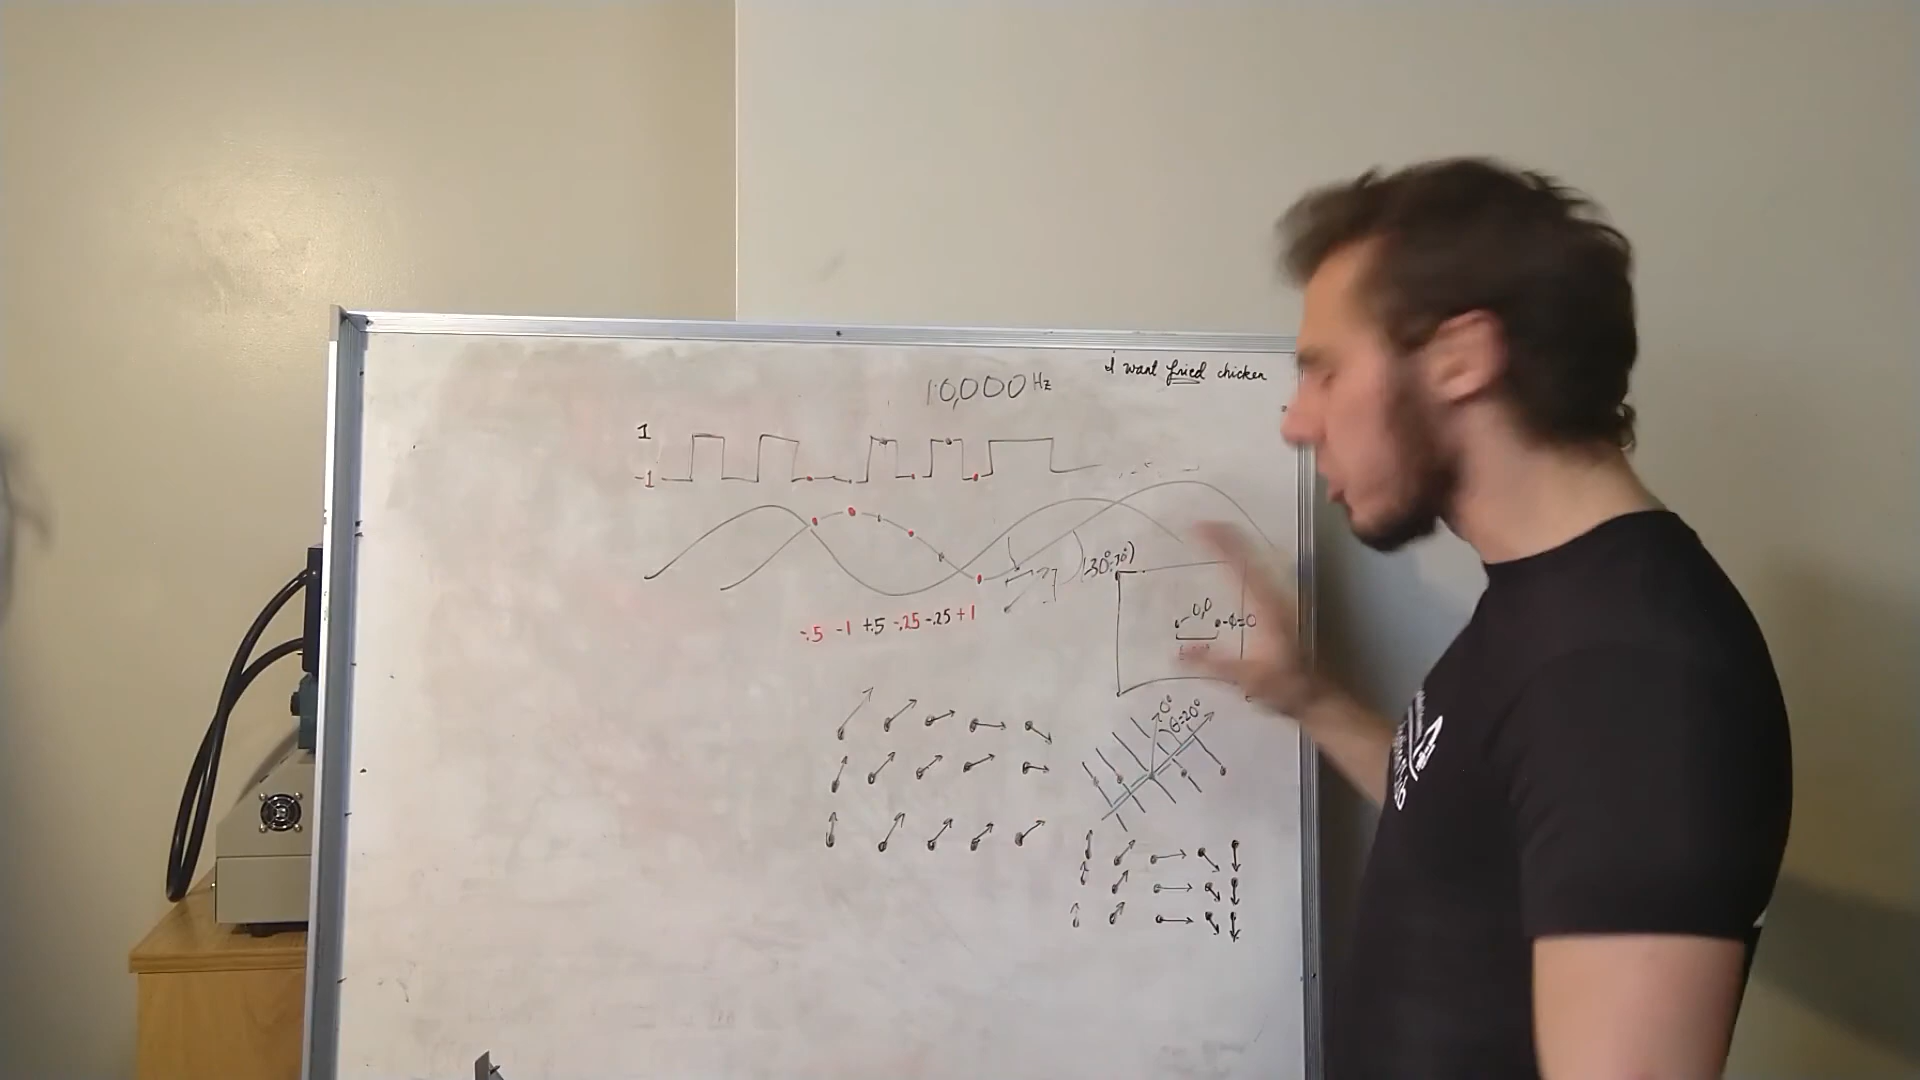 I want fried chicken
10,000 Hz
1
-1
(30°, 70°)
0,0
-φ=0
-.5 -1 +.5 -.25 -.25 +1
0°
θ=20°